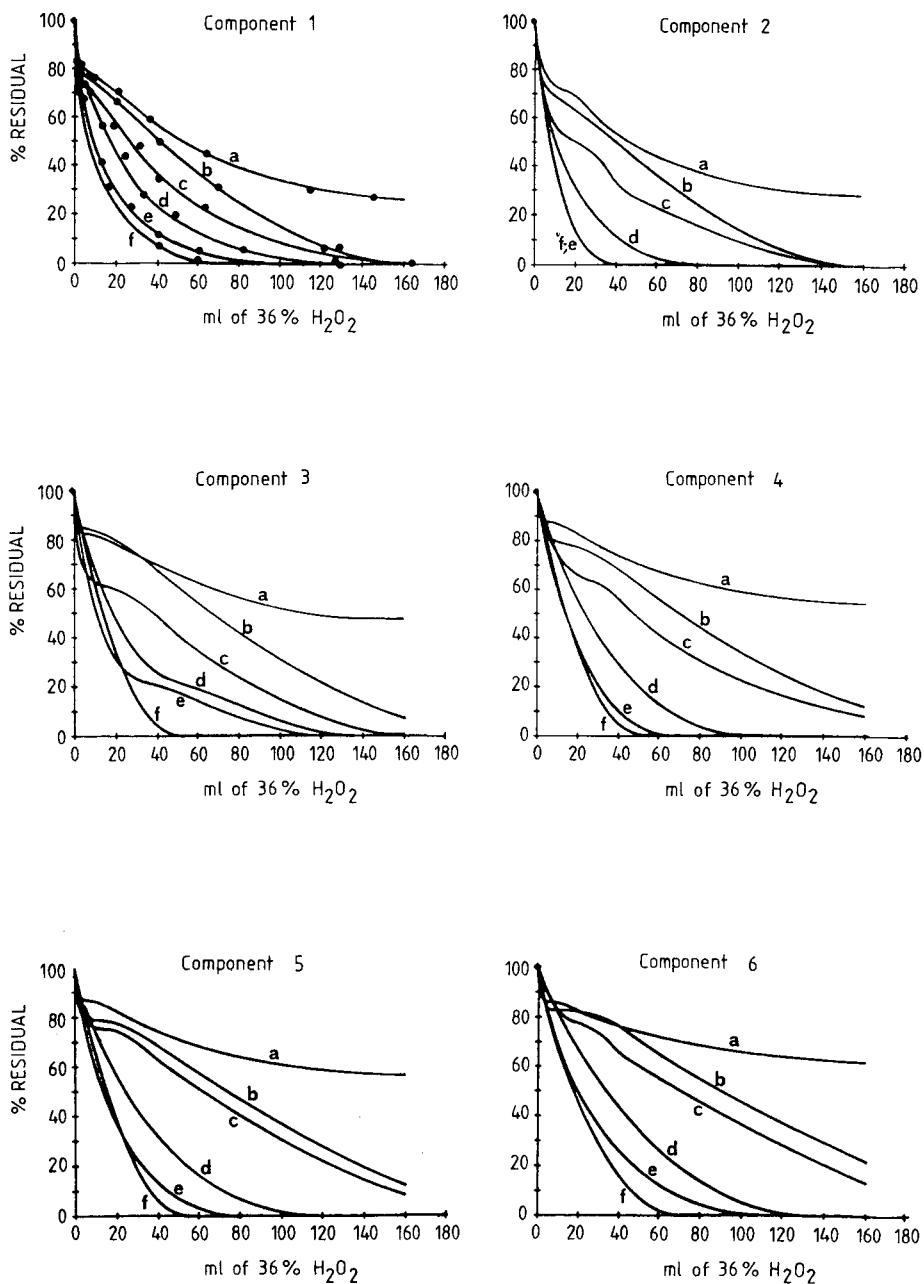 Component 1
% RESIDUAL
100
80
60
40
20
0
a
b
c
d
e
f
0 20 40 60 80 100 120 140 160 180
ml of 36% H₂O₂
Component 2
100
80
60
40
20
0
a
b
c
d
f,e
0 20 40 60 80 100 120 140 160 180
ml of 36% H₂O₂
Component 3
% RESIDUAL
100
80
60
40
20
0
a
b
c
d
e
f
0 20 40 60 80 100 120 140 160 180
ml of 36% H₂O₂
Component 4
100
80
60
40
20
0
a
b
c
d
e
f
0 20 40 60 80 100 120 140 160 180
ml of 36% H₂O₂
Component 5
% RESIDUAL
100
80
60
40
20
0
a
b
c
d
e
f
0 20 40 60 80 100 120 140 160 180
ml of 36% H₂O₂
Component 6
100
80
60
40
20
0
a
b
c
d
e
f
0 20 40 60 80 100 120 140 160 180
ml of 36% H₂O₂